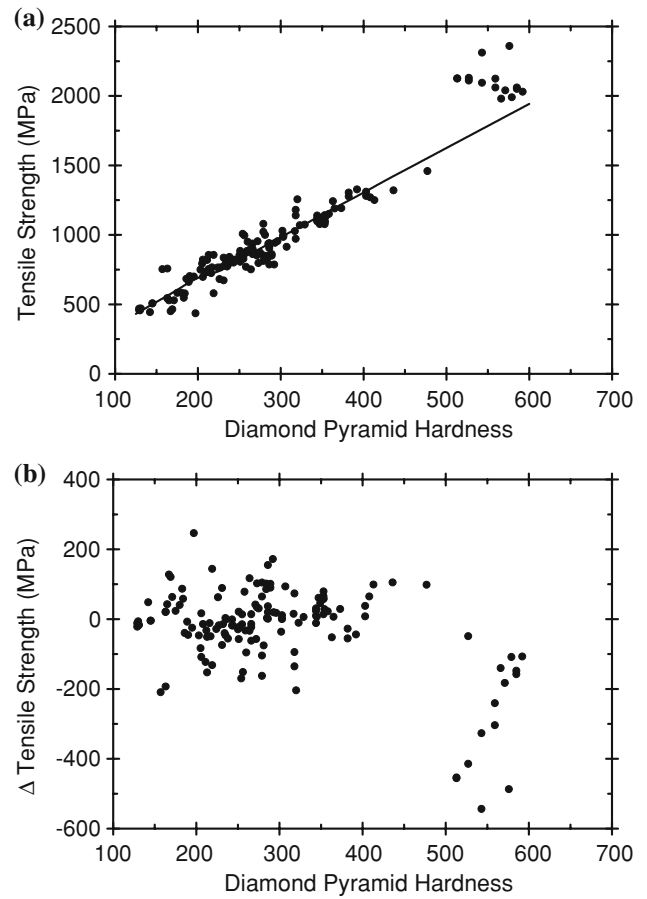 (a)
2500
2000
1500
1000
500
0
Tensile Strength (MPa)
100 200 300 400 500 600 700
Diamond Pyramid Hardness
(b)
400
200
0
-200
-400
-600
Δ Tensile Strength (MPa)
100 200 300 400 500 600 700
Diamond Pyramid Hardness